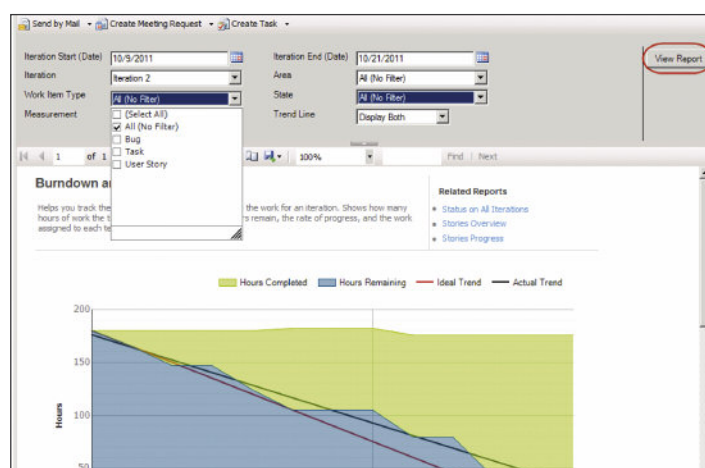 Send by Mail Create Meeting Request Create Task
Iteration Start (Date) 10/9/2011 Iteration End (Date) 10/21/2011 View Report
Iteration Iteration 2 Area All (No Filter)
Work Item Type All (No Filter) State All (No Filter)
Measurement Trend Line Display Both
(Select All)
All (No Filter)
Bug
Task
User Story
1 of 1 100% Find | Next
Burndown a
Helps you track the the work for an iteration. Shows how many
hours of work the t rs remain, the rate of progress, and the work
assigned to each te
Related Reports
Status on All Iterations
Stories Overview
Stories Progress
Hours Completed Hours Remaining Ideal Trend Actual Trend
200
150
100
50
Hours